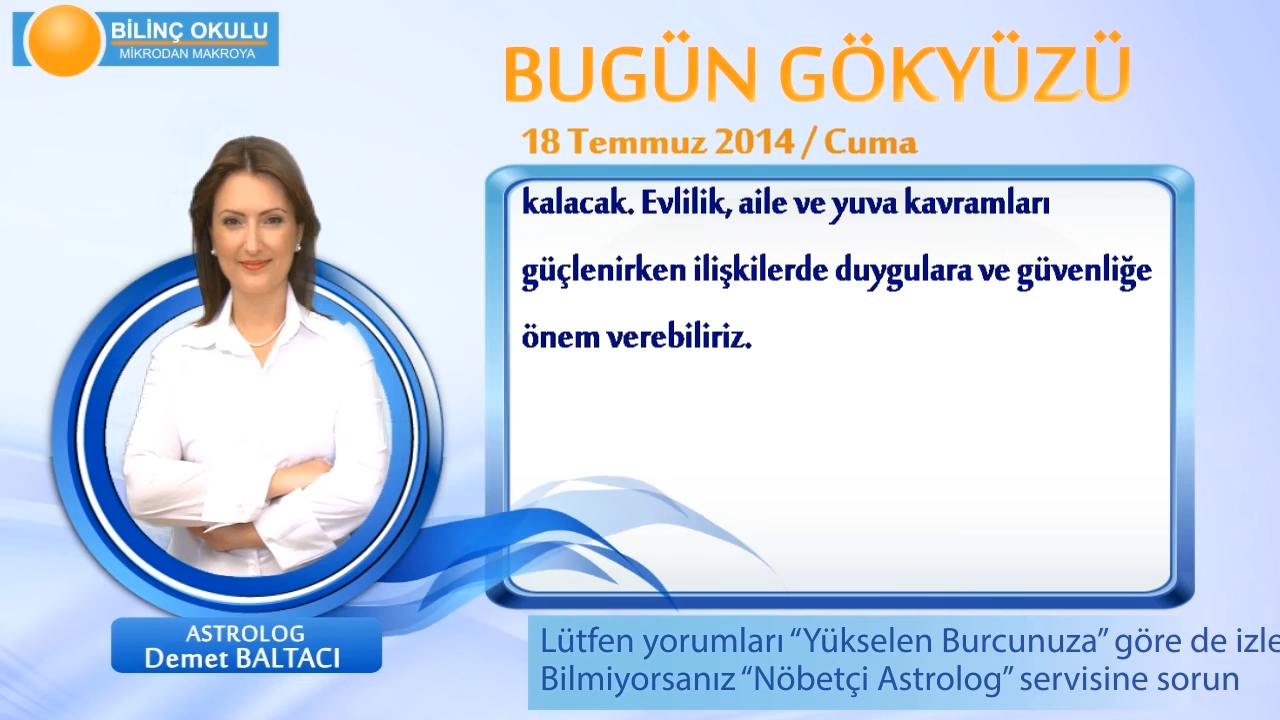 BİLİNÇ OKULU
MİKRODAN MAKROYA
BUGÜN GÖKYÜZÜ
18 Temmuz 2014 / Cuma
kalacak. Evlilik, aile ve yuva kavramları
güçlenirken ilişkilerde duygulara ve güvenliğe
önem verebiliriz.
ASTROLOG
Demet BALTACI
Lütfen yorumları “Yükselen Burcunuza” göre de izle
Bilmiyorsanız “Nöbetçi Astrolog” servisine sorun